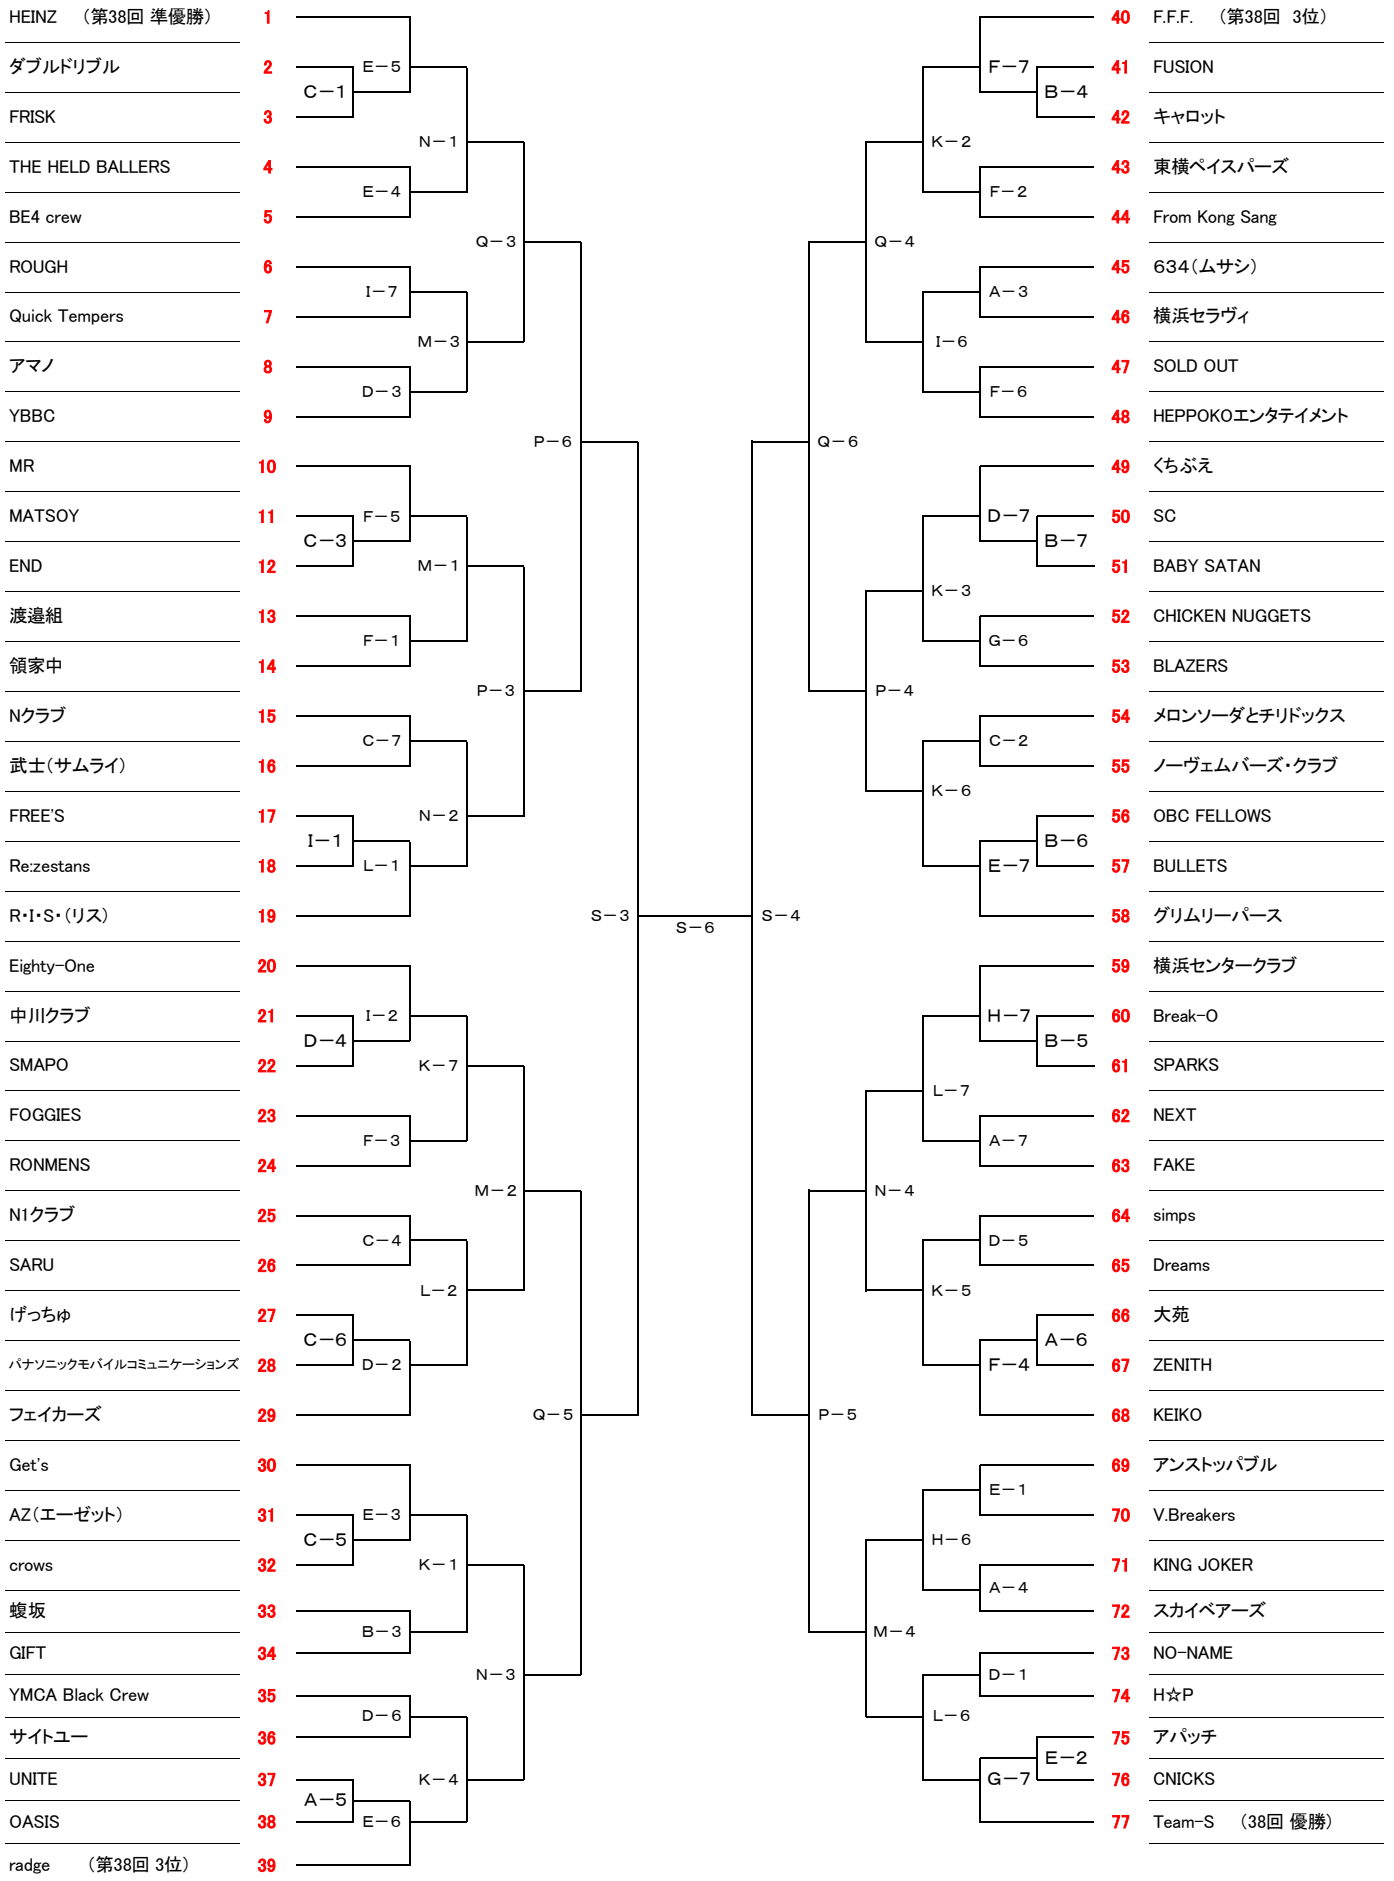 HEINZ （第38回 準優勝） 1
ダブルドリブル 2
FRISK 3
THE HELD BALLERS 4
BE4 crew 5
ROUGH 6
Quick Tempers 7
アマノ 8
YBBC 9
MR 10
MATSOY 11
END 12
渡邉組 13
領家中 14
Nクラブ 15
武士（サムライ） 16
FREE'S 17
Re:zestans 18
R・I・S・（リス） 19
Eighty-One 20
中川クラブ 21
SMAPO 22
FOGGIES 23
RONMENS 24
N1クラブ 25
SARU 26
げっちゅ 27
パナソニックモバイルコミュニケーションズ 28
フェイカーズ 29
Get's 30
AZ（エーゼット） 31
crows 32
蝮坂 33
GIFT 34
YMCA Black Crew 35
サイトユー 36
UNITE 37
OASIS 38
radge （第38回 3位） 39
C－1
C－3
I－1
D－4
C－6
C－5
A－5
E－5
E－4
I－7
D－3
F－5
F－1
C－7
L－1
I－2
F－3
C－4
D－2
E－3
B－3
D－6
E－6
N－1
M－3
M－1
N－2
K－7
L－2
K－1
K－4
Q－3
P－3
M－2
N－3
P－6
Q－5
S－3
S－6
S－4
Q－6
P－5
Q－4
P－4
N－4
M－4
K－2
I－6
K－3
K－6
L－7
K－5
H－6
L－6
F－7
F－2
A－3
F－6
D－7
G－6
C－2
E－7
H－7
A－7
D－5
F－4
E－1
A－4
D－1
G－7
B－4
B－7
B－6
B－5
A－6
E－2
40 F.F.F. （第38回 3位）
41 FUSION
42 キャロット
43 東横ペイスパーズ
44 From Kong Sang
45 634（ムサシ）
46 横浜セラヴィ
47 SOLD OUT
48 HEPPOKOエンタテイメント
49 くちぶえ
50 SC
51 BABY SATAN
52 CHICKEN NUGGETS
53 BLAZERS
54 メロンソーダとチリドックス
55 ノーヴェムバーズ・クラブ
56 OBC FELLOWS
57 BULLETS
58 グリムリーパース
59 横浜センタークラブ
60 Break-O
61 SPARKS
62 NEXT
63 FAKE
64 simps
65 Dreams
66 大苑
67 ZENITH
68 KEIKO
69 アンストッパブル
70 V.Breakers
71 KING JOKER
72 スカイベアーズ
73 NO-NAME
74 H☆P
75 アパッチ
76 CNICKS
77 Team-S （38回 優勝）